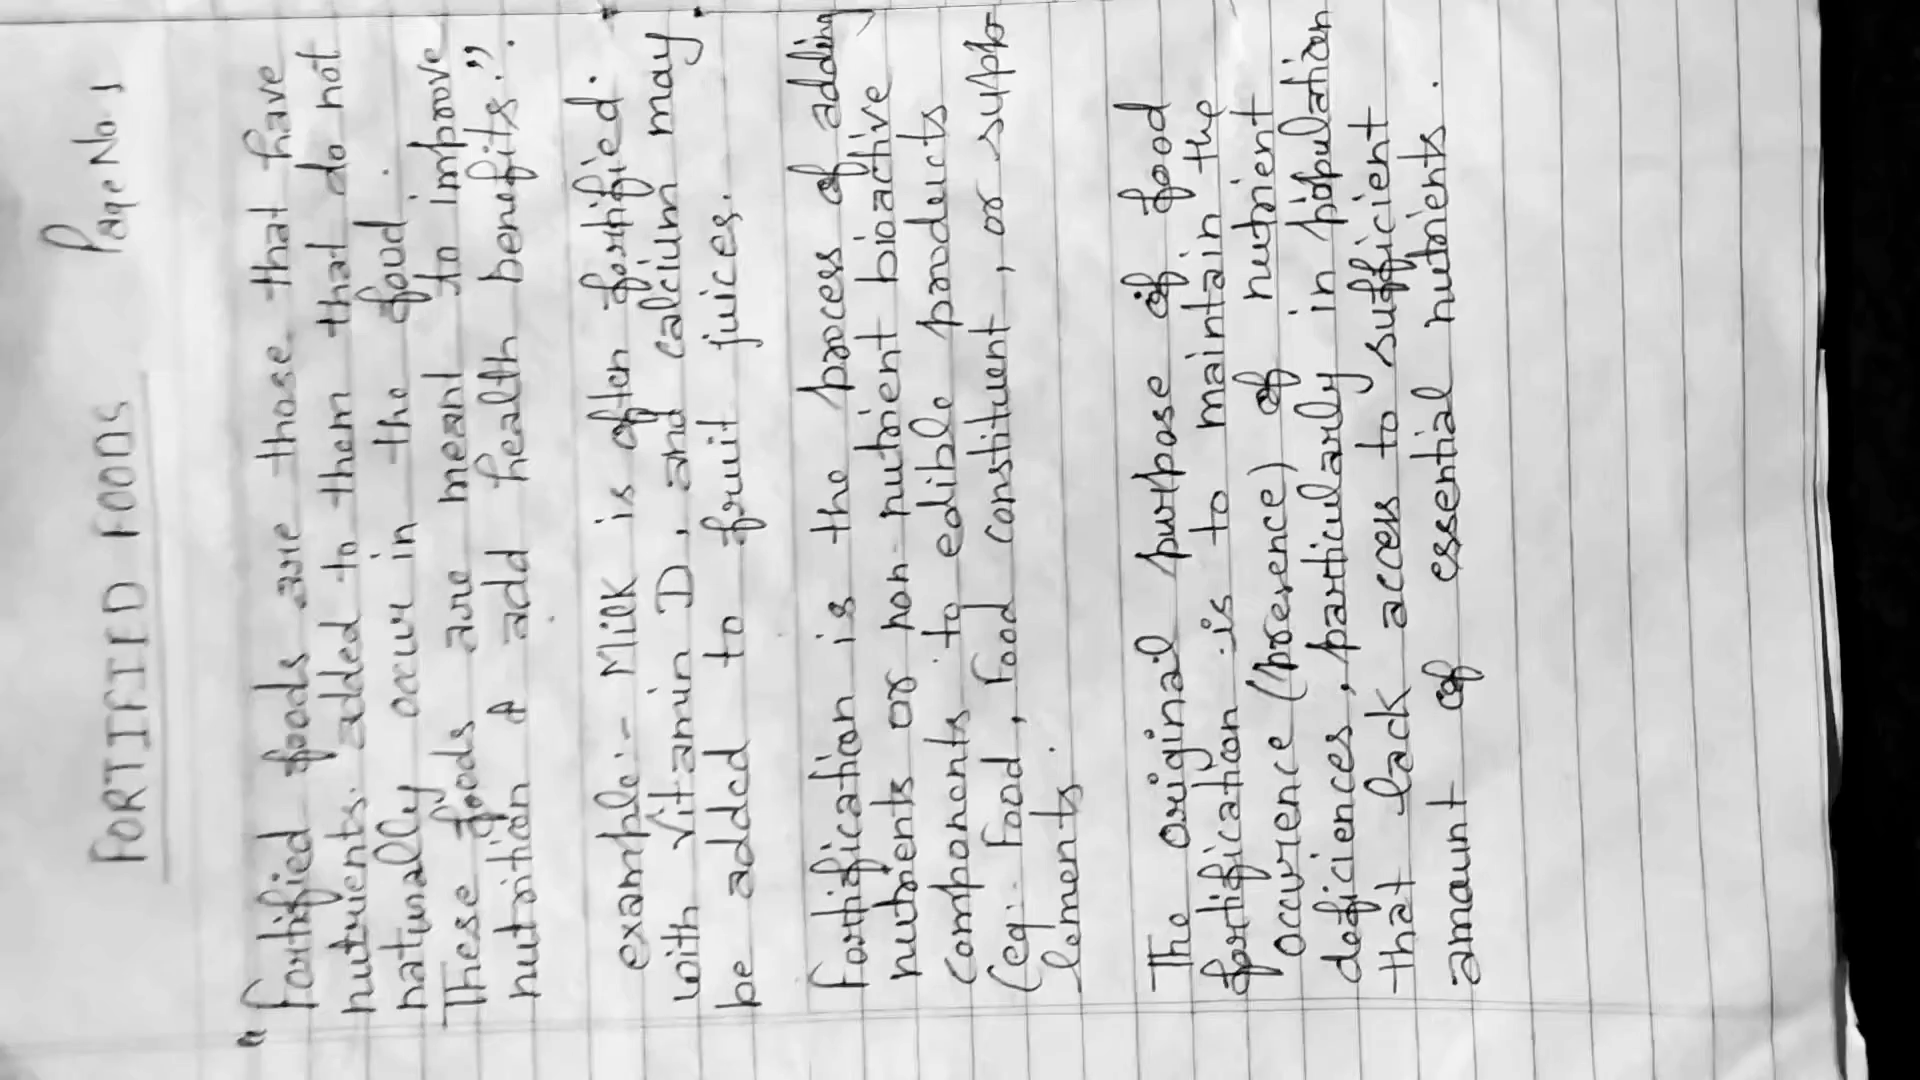 Page No. 1
FORTIFIED FOODS
"Fortified foods are those that have
nutrients. added to them that do not
naturally occur in the food.
These foods are meant to improve
nutrition & add health benefits."
example:- Milk is often fortified.
with Vitamin D, and calcium may
be added to fruit juices.
Fortification is the process of adding
nutrients or non-nutrient bioactive
components to edible products
(eg. Food, Food constituent, or supp
lements.
The original purpose of food
fortification is to maintain the
occurience (presence) of nutrient
deficiences, particularly in population
that lack access to sufficient
amount of essential nutrients.